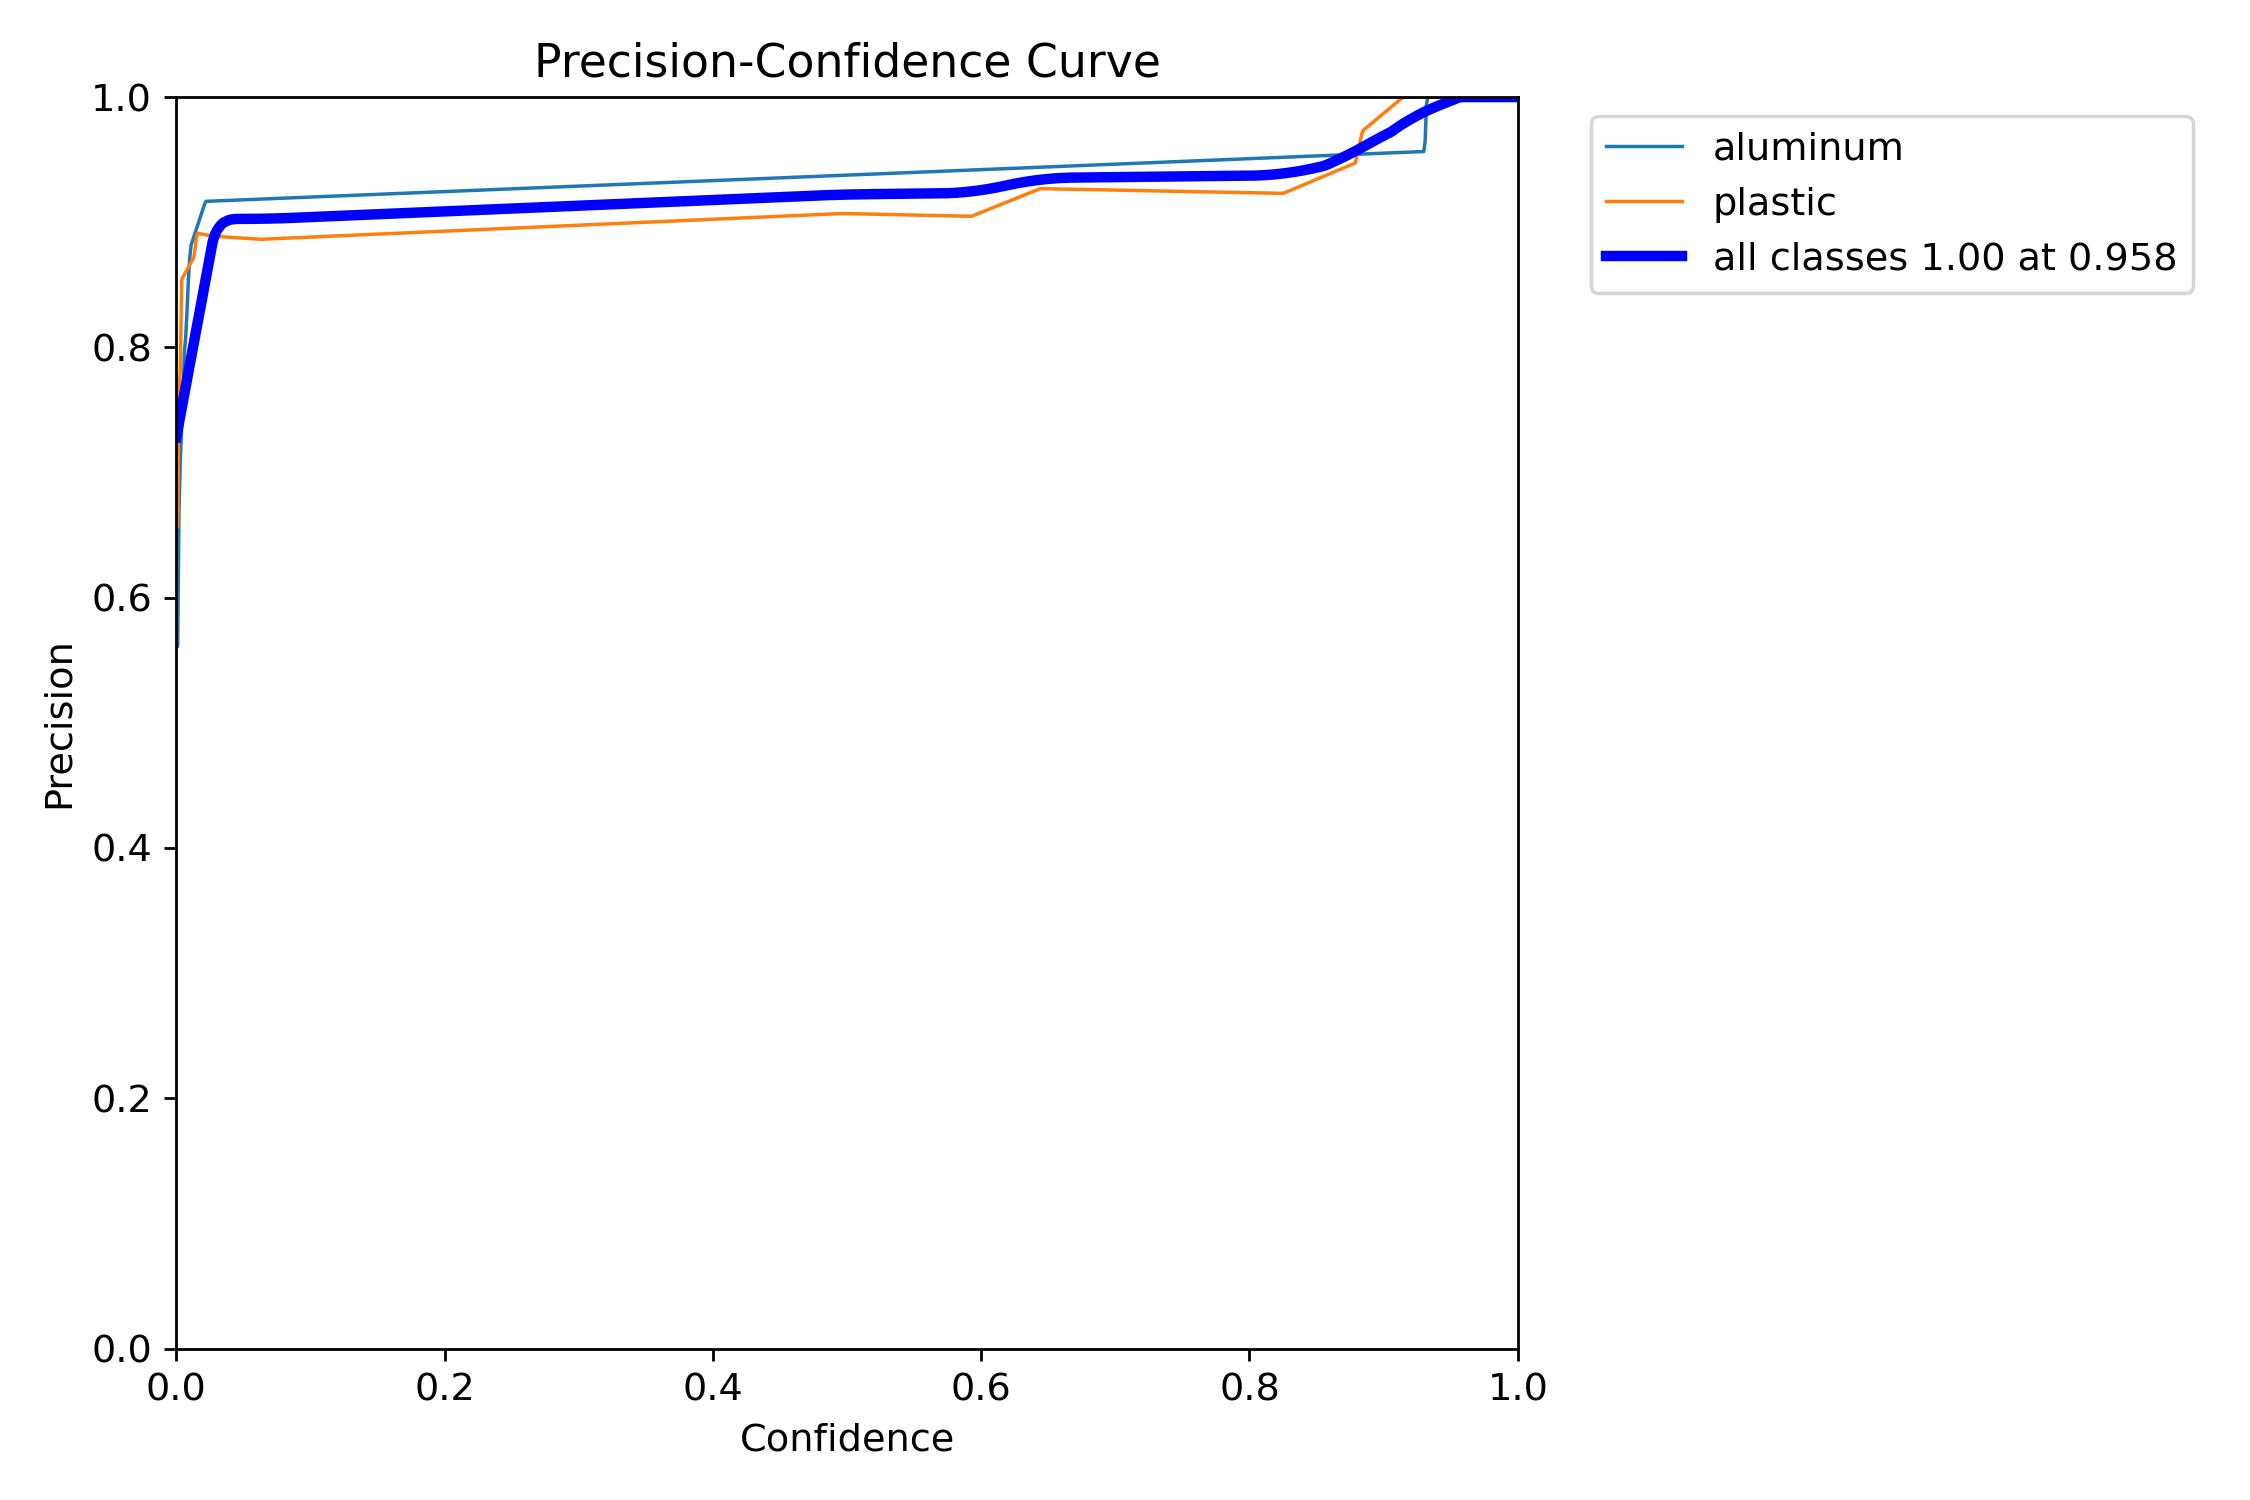 Precision-Confidence Curve
1.0
0.8
0.6
0.4
0.2
0.0
Precision
0.0 0.2 0.4 0.6 0.8 1.0
Confidence
aluminum
plastic
all classes 1.00 at 0.958